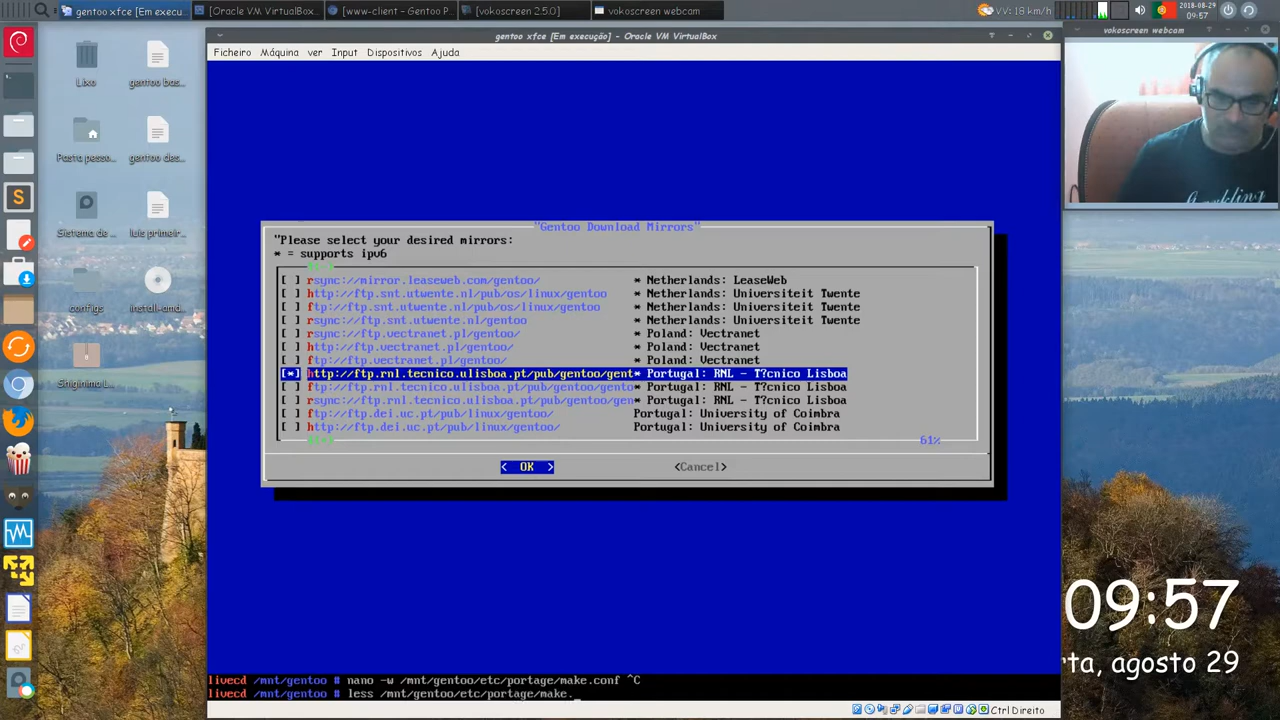 gentoo xfce [Em execu
[Oracle VM VirtualBox
[www-client - Gentoo P
[vokoscreen 2.5.0]
vokoscreen webcam
VV: 18 km/h
2018-08-29
09:57
gentoo xfce [Em execução] - Oracle VM VirtualBox
vokoscreen webcam
Ficheiro Máquina ver Input Dispositivos Ajuda
Lixo
gentoo bas...
Pasta pesso...
gentoo des...
Sistema de ...
Luis primeir...
configs
install-amd...
Shiginimo L...
"Gentoo Download Mirrors"
"Please select your desired mirrors:
* = supports ipv6
[ ] rsync://mirror.leaseweb.com/gentoo/ * Netherlands: LeaseWeb
[ ] http://ftp.snt.utwente.nl/pub/os/linux/gentoo * Netherlands: Universiteit Twente
[ ] ftp://ftp.snt.utwente.nl/pub/os/linux/gentoo * Netherlands: Universiteit Twente
[ ] rsync://ftp.snt.utwente.nl/gentoo * Netherlands: Universiteit Twente
[ ] rsync://ftp.vectranet.pl/gentoo/ * Poland: Vectranet
[ ] http://ftp.vectranet.pl/gentoo/ * Poland: Vectranet
[ ] ftp://ftp.vectranet.pl/gentoo/ * Poland: Vectranet
[*] http://ftp.rnl.tecnico.ulisboa.pt/pub/gentoo/gent* Portugal: RNL - T?cnico Lisboa
[ ] ftp://ftp.rnl.tecnico.ulisboa.pt/pub/gentoo/gento* Portugal: RNL - T?cnico Lisboa
[ ] rsync://ftp.rnl.tecnico.ulisboa.pt/pub/gentoo/gen* Portugal: RNL - T?cnico Lisboa
[ ] ftp://ftp.dei.uc.pt/pub/linux/gentoo/ Portugal: University of Coimbra
[ ] http://ftp.dei.uc.pt/pub/linux/gentoo/ Portugal: University of Coimbra
61%
< OK > <Cancel>
09:57
rta, agosto 29
livecd /mnt/gentoo # nano -w /mnt/gentoo/etc/portage/make.conf ^C
livecd /mnt/gentoo # less /mnt/gentoo/etc/portage/make._
Ctrl Direito